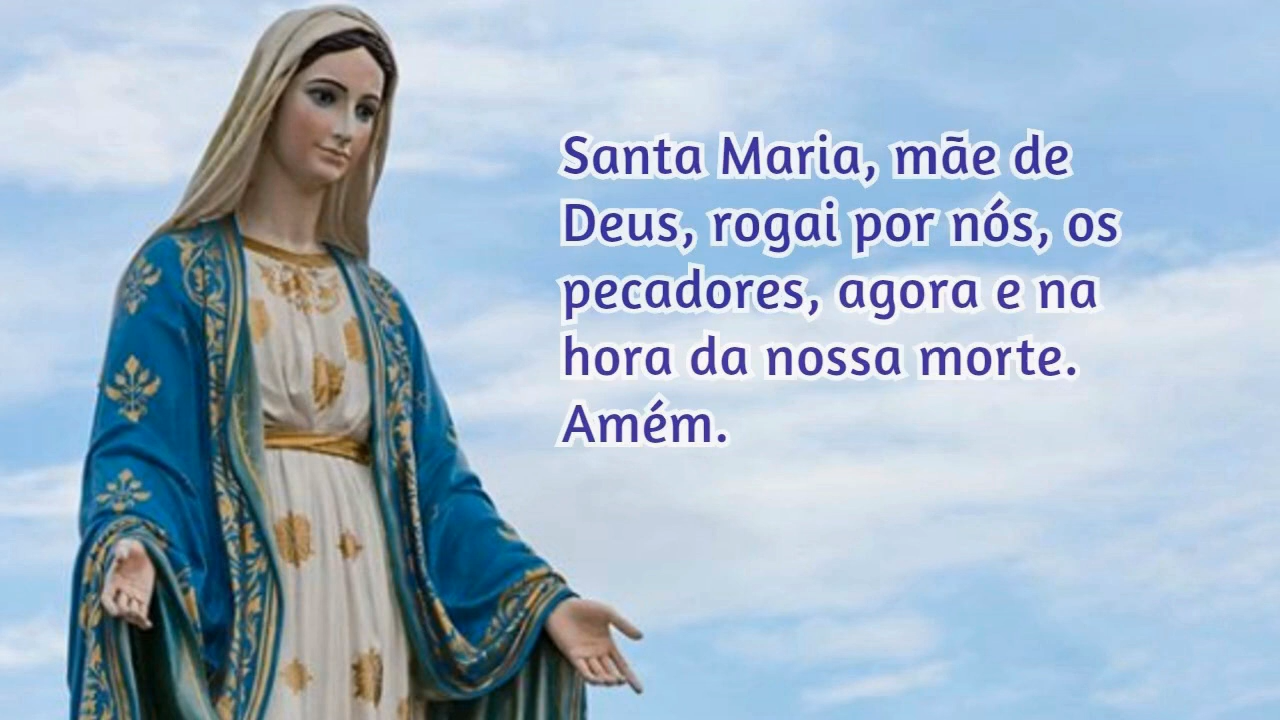 Santa Maria, mãe de
Deus, rogai por nós, os
pecadores, agora e na
hora da nossa morte.
Amém.